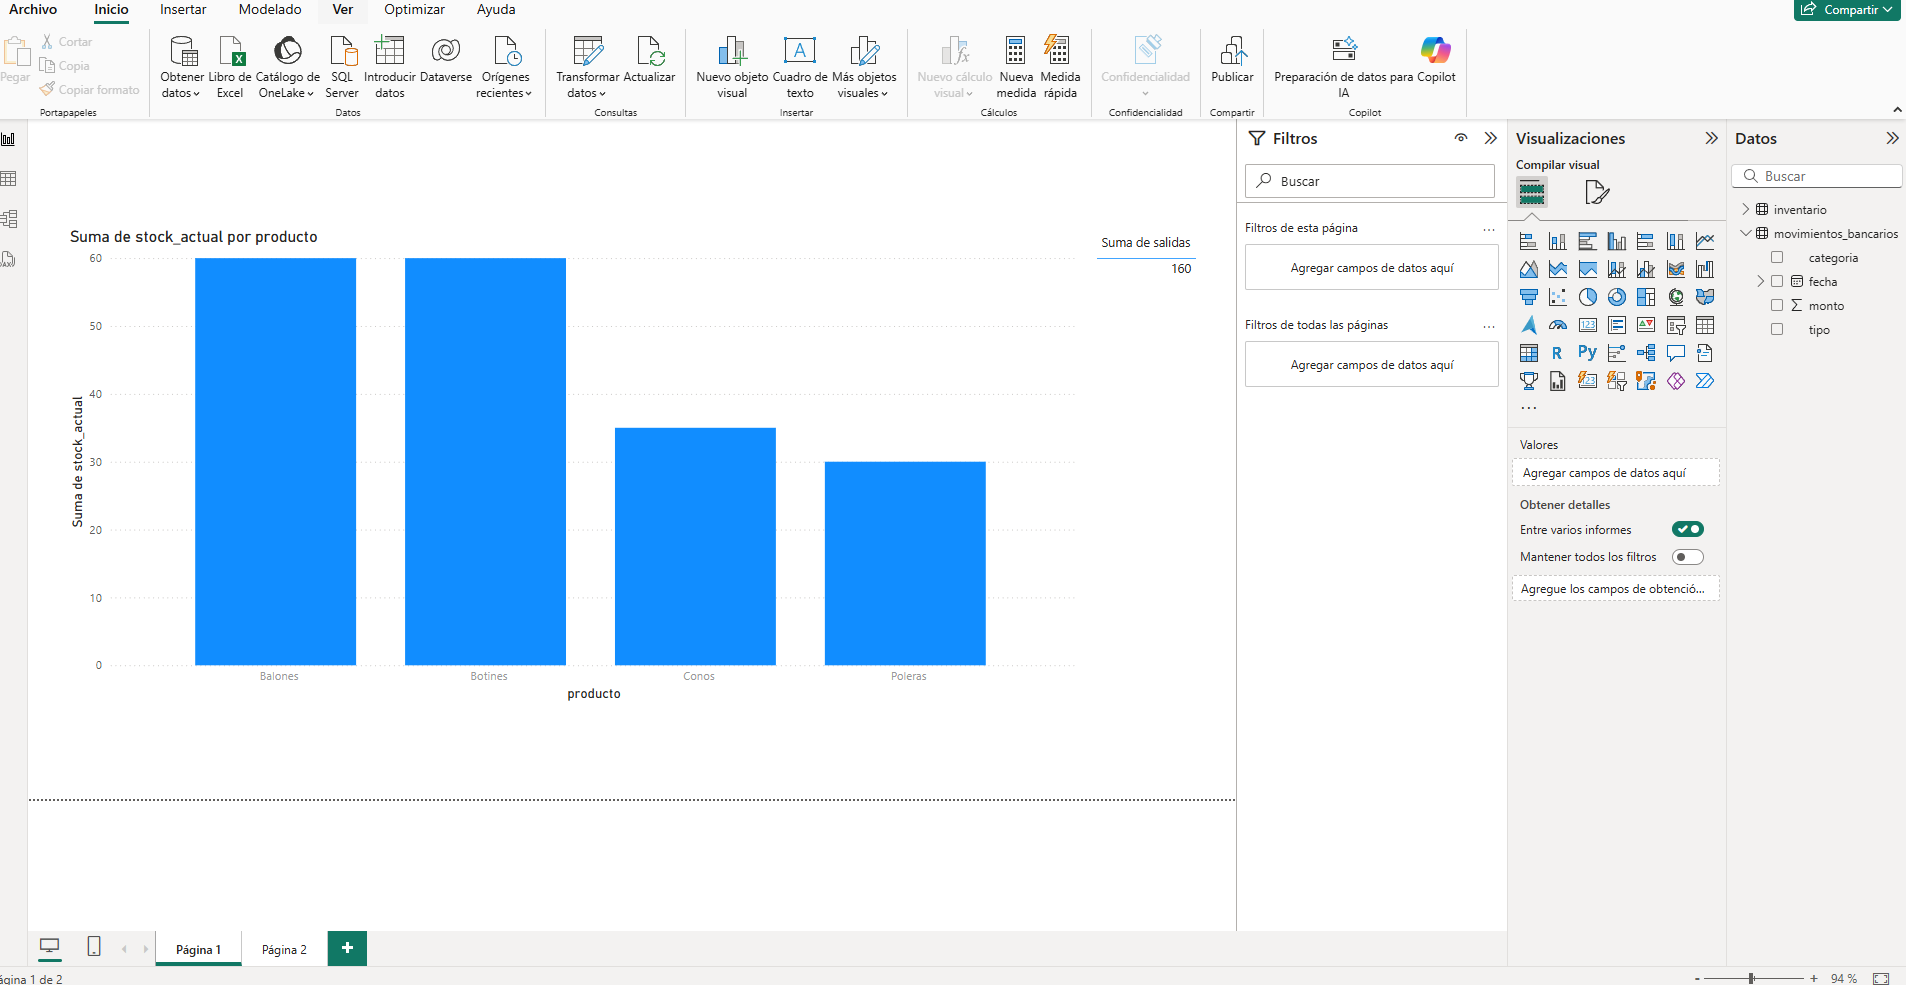 Archivo Inicio Insertar Modelado Ver Optimizar Ayuda
Compartir
Pegar
Cortar
Copia
Copiar formato
Portapapeles
Obtener datos
Libro de Excel
Catálogo de OneLake
SQL Server
Introducir datos
Dataverse
Orígenes recientes
Datos
Transformar datos
Actualizar
Consultas
Nuevo objeto visual
Cuadro de texto
Más objetos visuales
Insertar
Nuevo cálculo visual
Nueva medida
Medida rápida
Cálculos
Confidencialidad
Confidencialidad
Publicar
Compartir
Preparación de datos para IA
Copilot
Copilot
Suma de stock_actual por producto
Suma de stock_actual
60
50
40
30
20
10
0
Balones Botines Conos Poleras
producto
Suma de salidas
160
Filtros
Buscar
Filtros de esta página ...
Agregar campos de datos aquí
Filtros de todas las páginas ...
Agregar campos de datos aquí
Visualizaciones
Compilar visual
123
R Py
123
...
Valores
Agregar campos de datos aquí
Obtener detalles
Entre varios informes
Mantener todos los filtros
Agregue los campos de obtenció...
Datos
Buscar
inventario
movimientos_bancarios
categoria
fecha
∑ monto
tipo
Página 1 Página 2 +
ágina 1 de 2
- + 94 %